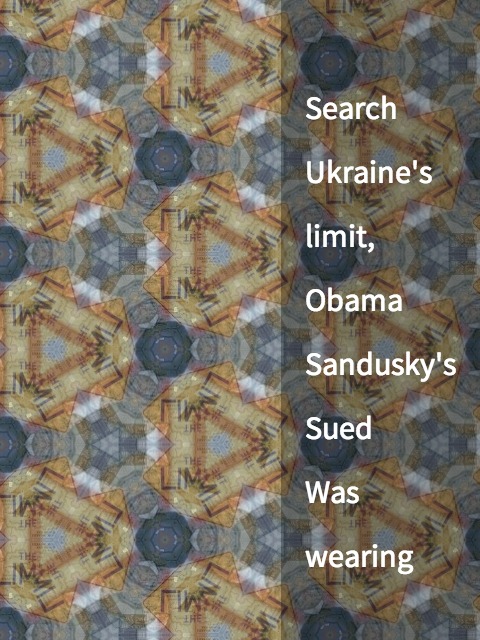 Search
Ukraine's
limit,
Obama
Sandusky's
Sued
Was
wearing